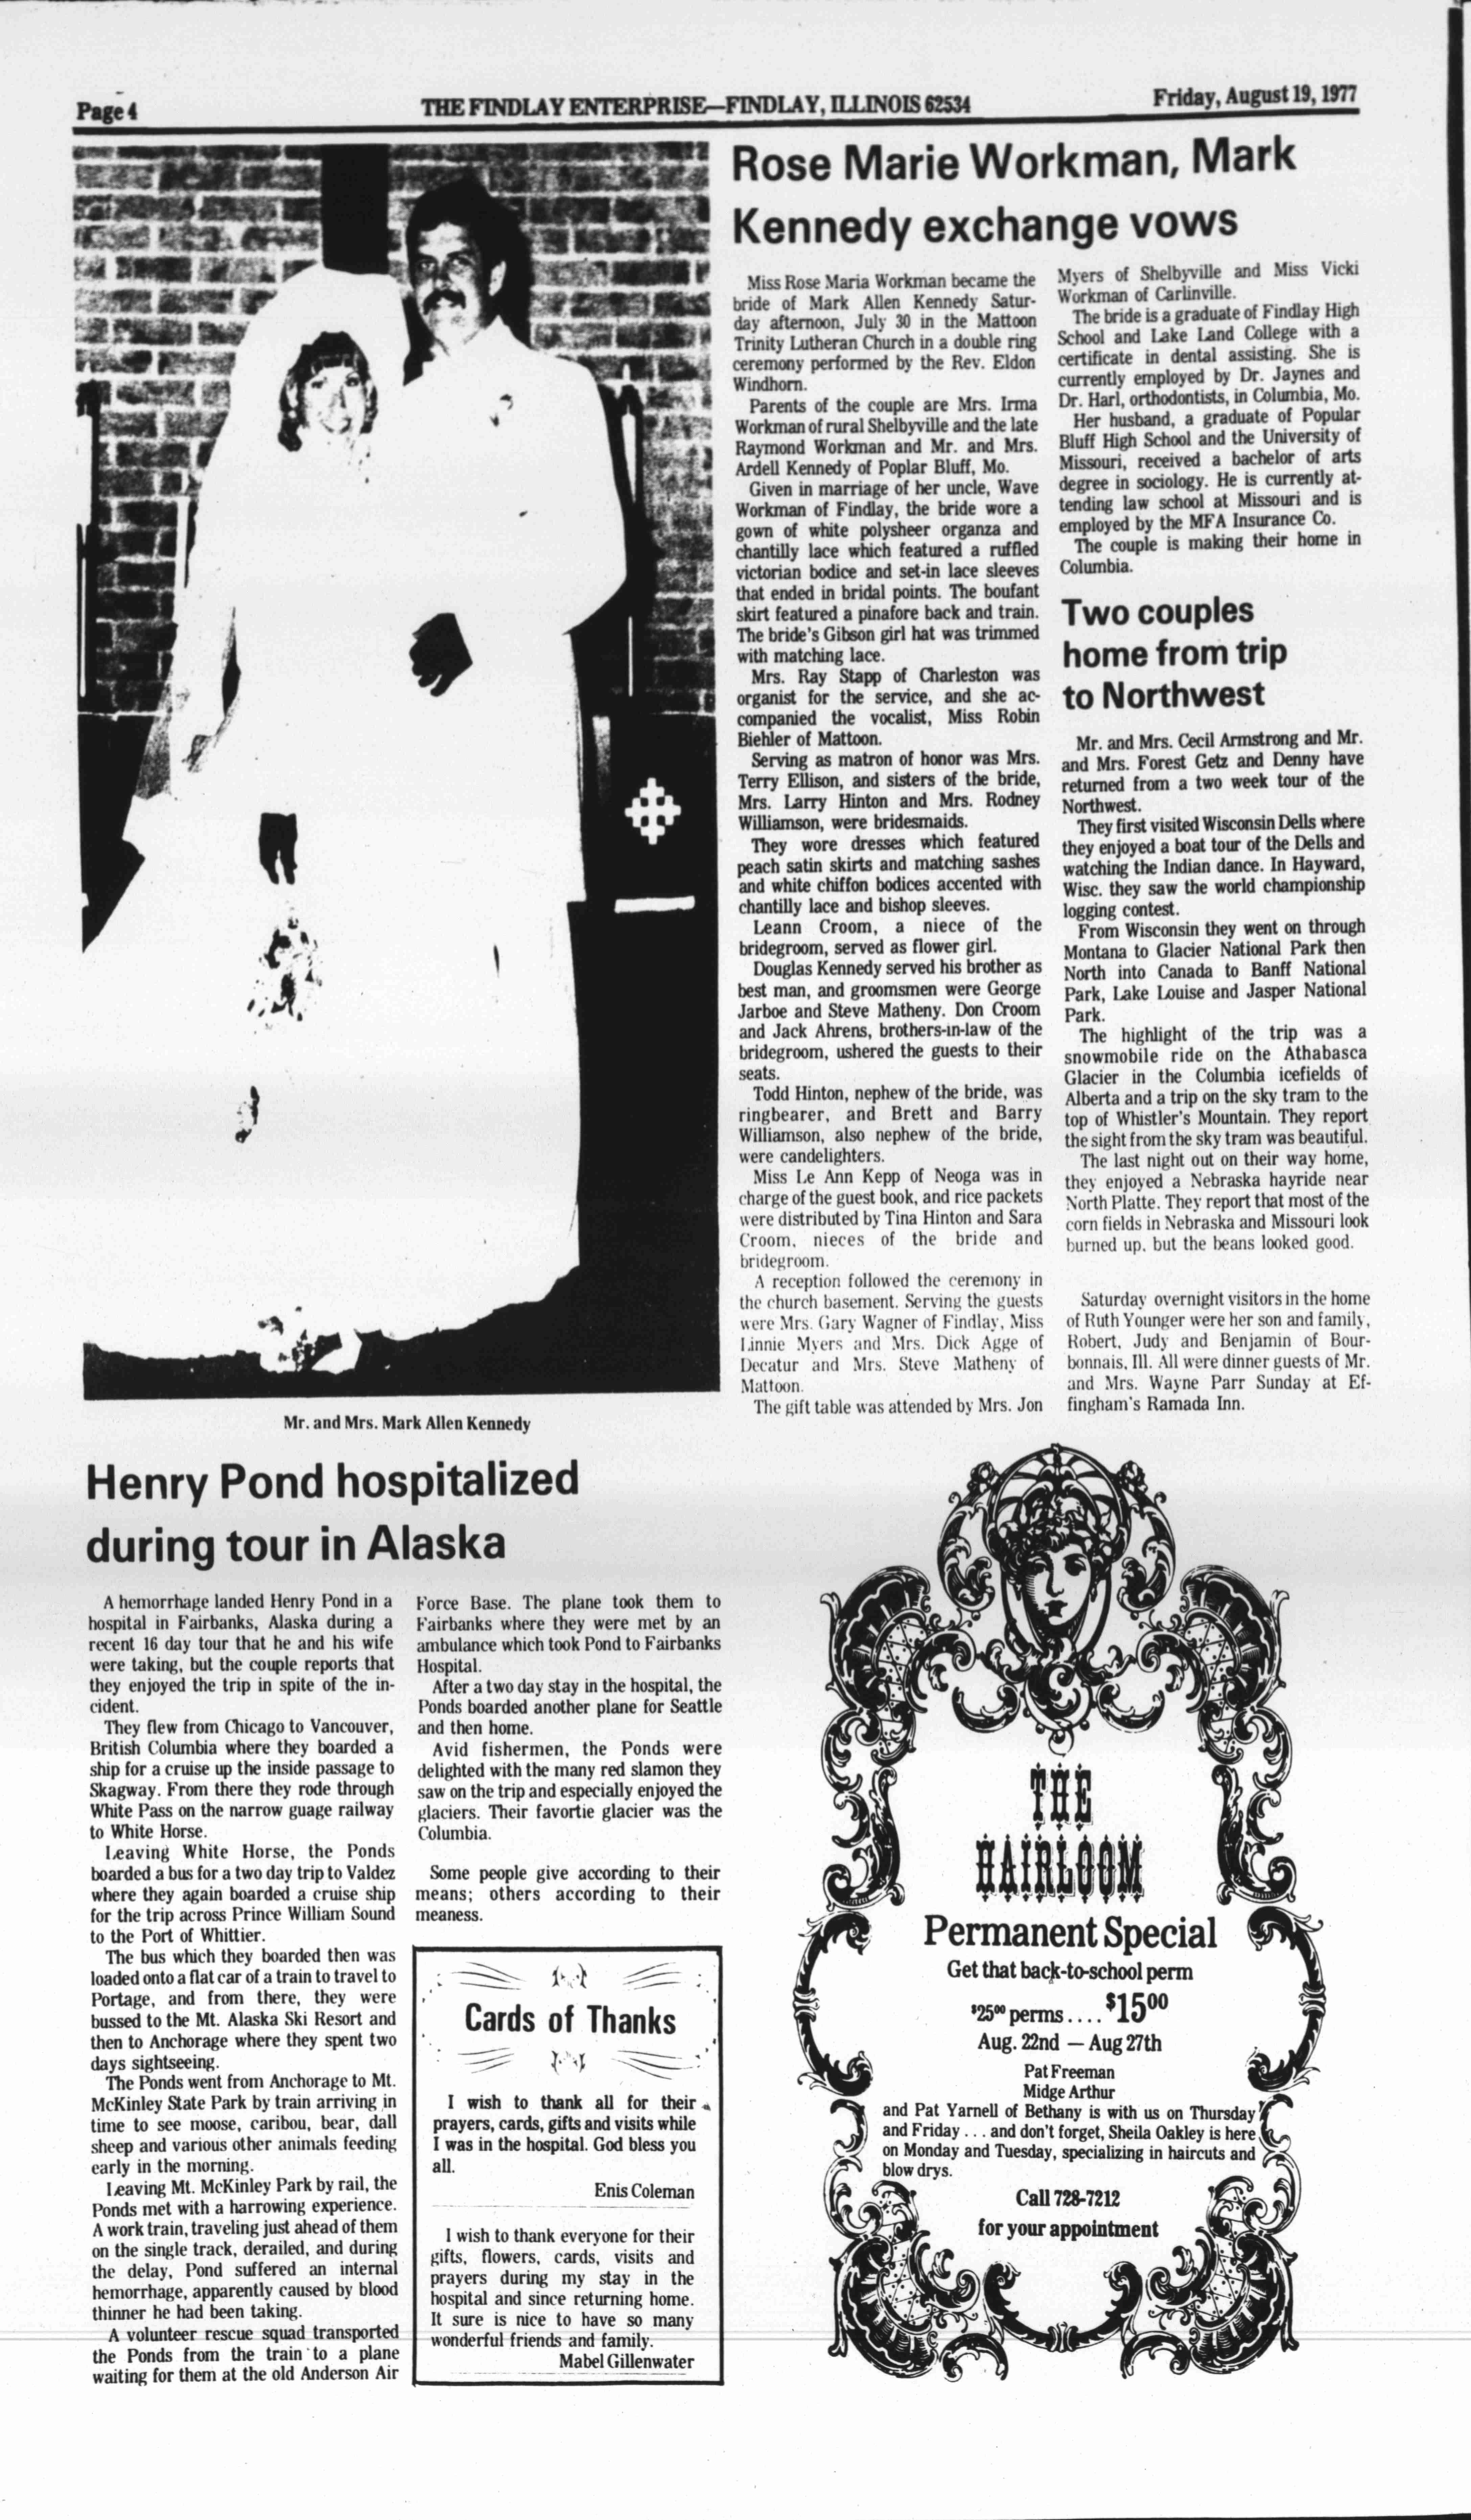 Page 4
THE FINDLAY ENTERPRISE—FINDLAY, ILLINOIS 62534
Friday, August 19, 1977
Mr. and Mrs. Mark Allen Kennedy
Rose Marie Workman, Mark
Kennedy exchange vows
Miss Rose Maria Workman became the
bride of Mark Allen Kennedy Satur-
day afternoon, July 30 in the Mattoon
Trinity Lutheran Church in a double ring
ceremony performed by the Rev. Eldon
Windhorn.
Parents of the couple are Mrs. Irma
Workman of rural Shelbyville and the late
Raymond Workman and Mr. and Mrs.
Ardell Kennedy of Poplar Bluff, Mo.
Given in marriage of her uncle, Wave
Workman of Findlay, the bride wore a
gown of white polysheer organza and
chantilly lace which featured a ruffled
victorian bodice and set-in lace sleeves
that ended in bridal points. The boufant
skirt featured a pinafore back and train.
The bride's Gibson girl hat was trimmed
with matching lace.
Mrs. Ray Stapp of Charleston was
organist for the service, and she ac-
companied the vocalist, Miss Robin
Biehler of Mattoon.
Serving as matron of honor was Mrs.
Terry Ellison, and sisters of the bride,
Mrs. Larry Hinton and Mrs. Rodney
Williamson, were bridesmaids.
They wore dresses which featured
peach satin skirts and matching sashes
and white chiffon bodices accented with
chantilly lace and bishop sleeves.
Leann Croom, a niece of the
bridegroom, served as flower girl.
Douglas Kennedy served his brother as
best man, and groomsmen were George
Jarboe and Steve Matheny. Don Croom
and Jack Ahrens, brothers-in-law of the
bridegroom, ushered the guests to their
seats.
Todd Hinton, nephew of the bride, was
ringbearer, and Brett and Barry
Williamson, also nephew of the bride,
were candelighters.
Miss Le Ann Kepp of Neoga was in
charge of the guest book, and rice packets
were distributed by Tina Hinton and Sara
Croom, nieces of the bride and
bridegroom.
A reception followed the ceremony in
the church basement. Serving the guests
were Mrs. Gary Wagner of Findlay, Miss
Linnie Myers and Mrs. Dick Agge of
Decatur and Mrs. Steve Matheny of
Mattoon.
The gift table was attended by Mrs. Jon
Myers of Shelbyville and Miss Vicki
Workman of Carlinville.
The bride is a graduate of Findlay High
School and Lake Land College with a
certificate in dental assisting. She is
currently employed by Dr. Jaynes and
Dr. Harl, orthodontists, in Columbia, Mo.
Her husband, a graduate of Popular
Bluff High School and the University of
Missouri, received a bachelor of arts
degree in sociology. He is currently at-
tending law school at Missouri and is
employed by the MFA Insurance Co.
The couple is making their home in
Columbia.
Two couples
home from trip
to Northwest
Mr. and Mrs. Cecil Armstrong and Mr.
and Mrs. Forest Getz and Denny have
returned from a two week tour of the
Northwest.
They first visited Wisconsin Dells where
they enjoyed a boat tour of the Dells and
watching the Indian dance. In Hayward,
Wisc. they saw the world championship
logging contest.
From Wisconsin they went on through
Montana to Glacier National Park then
North into Canada to Banff National
Park, Lake Louise and Jasper National
Park.
The highlight of the trip was a
snowmobile ride on the Athabasca
Glacier in the Columbia icefields of
Alberta and a trip on the sky tram to the
top of Whistler's Mountain. They report
the sight from the sky tram was beautiful.
The last night out on their way home,
they enjoyed a Nebraska hayride near
North Platte. They report that most of the
corn fields in Nebraska and Missouri look
burned up, but the beans looked good.
Saturday overnight visitors in the home
of Ruth Younger were her son and family,
Robert, Judy and Benjamin of Bour-
bonnais, Ill. All were dinner guests of Mr.
and Mrs. Wayne Parr Sunday at Ef-
fingham's Ramada Inn.
Henry Pond hospitalized
during tour in Alaska
A hemorrhage landed Henry Pond in a
hospital in Fairbanks, Alaska during a
recent 16 day tour that he and his wife
were taking, but the couple reports that
they enjoyed the trip in spite of the in-
cident.
They flew from Chicago to Vancouver,
British Columbia where they boarded a
ship for a cruise up the inside passage to
Skagway. From there they rode through
White Pass on the narrow guage railway
to White Horse.
Leaving White Horse, the Ponds
boarded a bus for a two day trip to Valdez
where they again boarded a cruise ship
for the trip across Prince William Sound
to the Port of Whittier.
The bus which they boarded then was
loaded onto a flat car of a train to travel to
Portage, and from there, they were
bussed to the Mt. Alaska Ski Resort and
then to Anchorage where they spent two
days sightseeing.
The Ponds went from Anchorage to Mt.
McKinley State Park by train arriving in
time to see moose, caribou, bear, dall
sheep and various other animals feeding
early in the morning.
Leaving Mt. McKinley Park by rail, the
Ponds met with a harrowing experience.
A work train, traveling just ahead of them
on the single track, derailed, and during
the delay, Pond suffered an internal
hemorrhage, apparently caused by blood
thinner he had been taking.
A volunteer rescue squad transported
the Ponds from the train to a plane
waiting for them at the old Anderson Air
Force Base. The plane took them to
Fairbanks where they were met by an
ambulance which took Pond to Fairbanks
Hospital.
After a two day stay in the hospital, the
Ponds boarded another plane for Seattle
and then home.
Avid fishermen, the Ponds were
delighted with the many red slamon they
saw on the trip and especially enjoyed the
glaciers. Their favortie glacier was the
Columbia.
Some people give according to their
means; others according to their
meaness.
Cards of Thanks
I wish to thank all for their
prayers, cards, gifts and visits while
I was in the hospital. God bless you
all.
Enis Coleman
I wish to thank everyone for their
gifts, flowers, cards, visits and
prayers during my stay in the
hospital and since returning home.
It sure is nice to have so many
wonderful friends and family.
Mabel Gillenwater
THE
HAIRLOOM
Permanent Special
Get that back-to-school perm
$25⁰⁰ perms .... $15⁰⁰
Aug. 22nd — Aug 27th
Pat Freeman
Midge Arthur
and Pat Yarnell of Bethany is with us on Thursday
and Friday . . . and don't forget, Sheila Oakley is here
on Monday and Tuesday, specializing in haircuts and
blow drys.
Call 728-7212
for your appointment